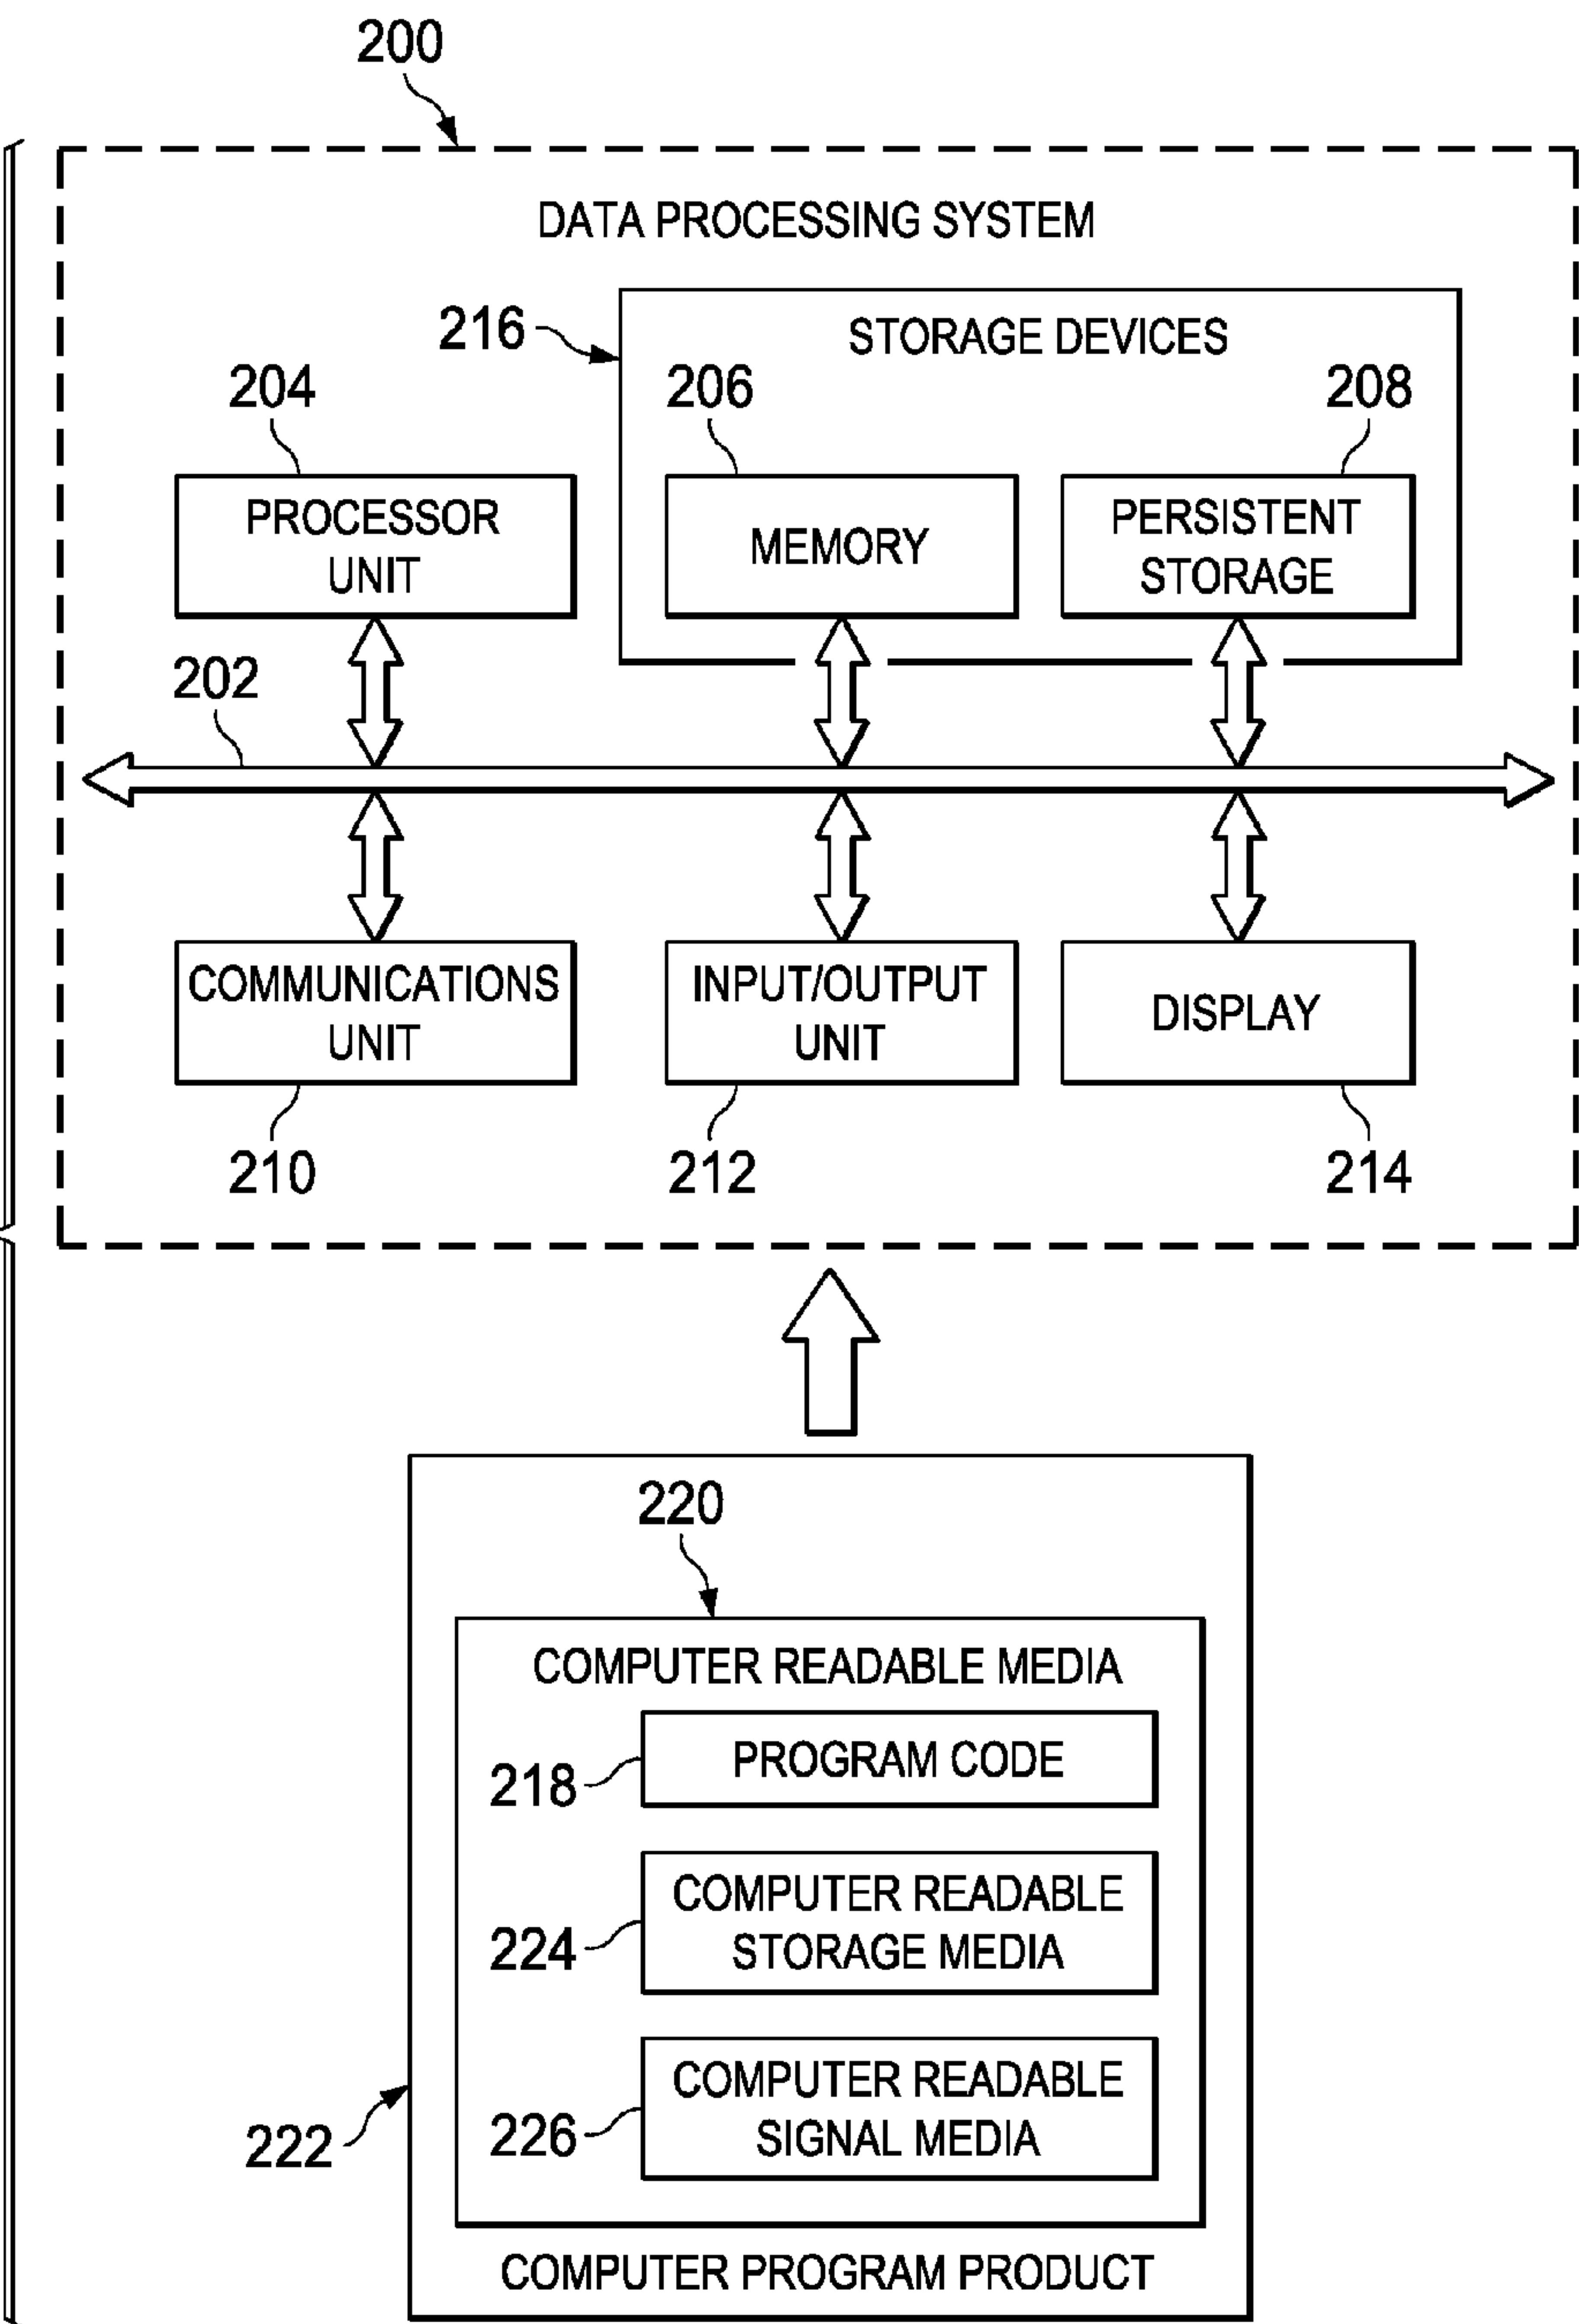 200
DATA PROCESSING SYSTEM
216
STORAGE DEVICES
204
206
208
PROCESSOR
UNIT
MEMORY
PERSISTENT
STORAGE
202
COMMUNICATIONS
UNIT
INPUT/OUTPUT
UNIT
DISPLAY
210
212
214
220
COMPUTER READABLE MEDIA
218
PROGRAM CODE
224
COMPUTER READABLE
STORAGE MEDIA
226
COMPUTER READABLE
SIGNAL MEDIA
222
COMPUTER PROGRAM PRODUCT